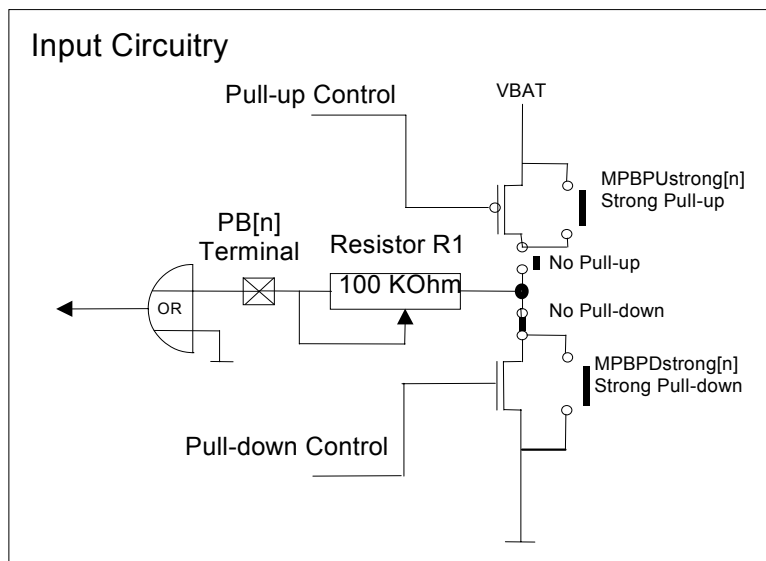 Input Circuitry
Pull-up Control
VBAT
MPBPUstrong[n]
Strong Pull-up
PB[n]
Terminal
Resistor R1
100 KOhm
No Pull-up
OR
No Pull-down
MPBPDstrong[n]
Strong Pull-down
Pull-down Control